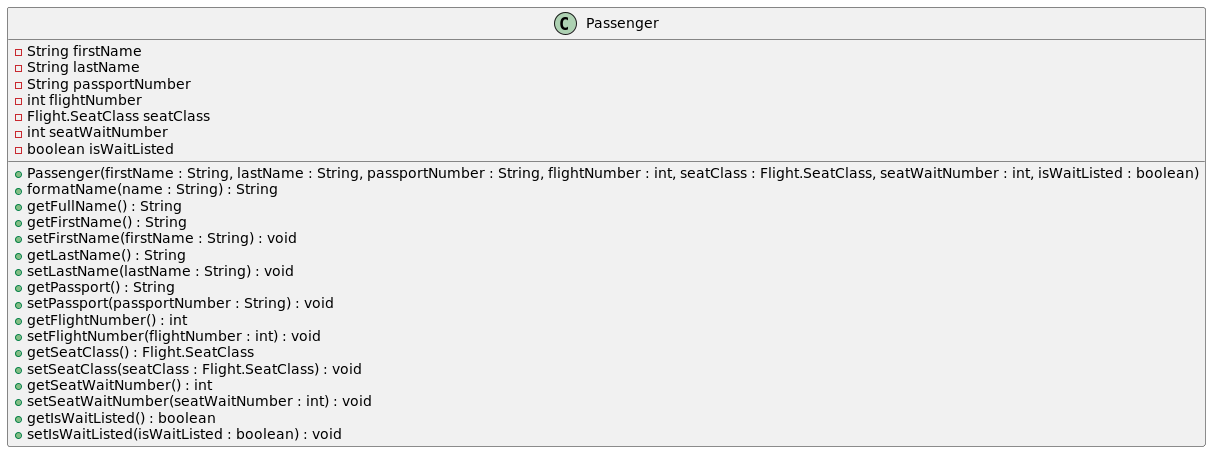 C Passenger
String firstName
String lastName
String passportNumber
int flightNumber
Flight.SeatClass seatClass
int seatWaitNumber
boolean isWaitListed
Passenger(firstName : String, lastName : String, passportNumber : String, flightNumber : int, seatClass : Flight.SeatClass, seatWaitNumber : int, isWaitListed : boolean)
formatName(name : String) : String
getFullName() : String
getFirstName() : String
setFirstName(firstName : String) : void
getLastName() : String
setLastName(lastName : String) : void
getPassport() : String
setPassport(passportNumber : String) : void
getFlightNumber() : int
setFlightNumber(flightNumber : int) : void
getSeatClass() : Flight.SeatClass
setSeatClass(seatClass : Flight.SeatClass) : void
getSeatWaitNumber() : int
setSeatWaitNumber(seatWaitNumber : int) : void
getIsWaitListed() : boolean
setIsWaitListed(isWaitListed : boolean) : void